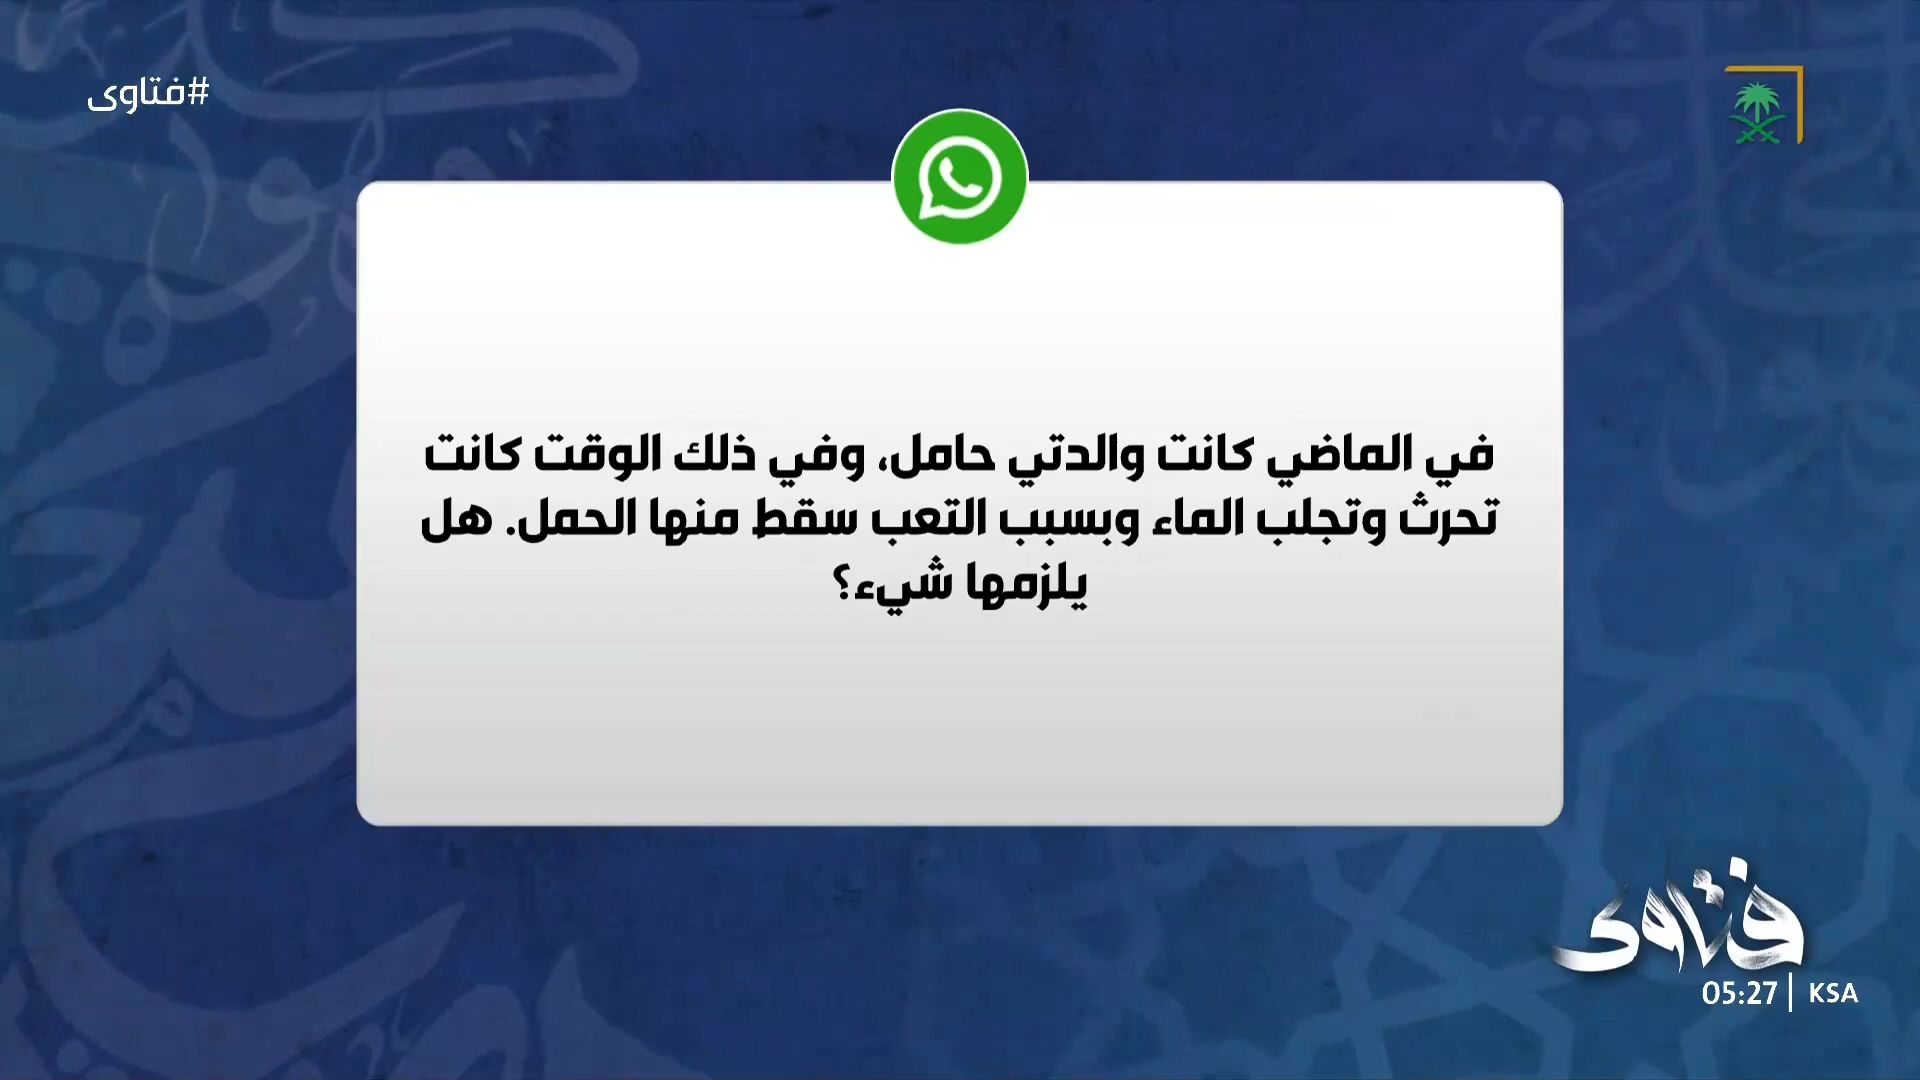 #فتاوى
في الماضي كانت والدتي حامل، وفي ذلك الوقت كانت
تحرث وتجلب الماء وبسبب التعب سقط منها الحمل. هل
يلزمها شيء؟
فتاوى
05:27 | KSA